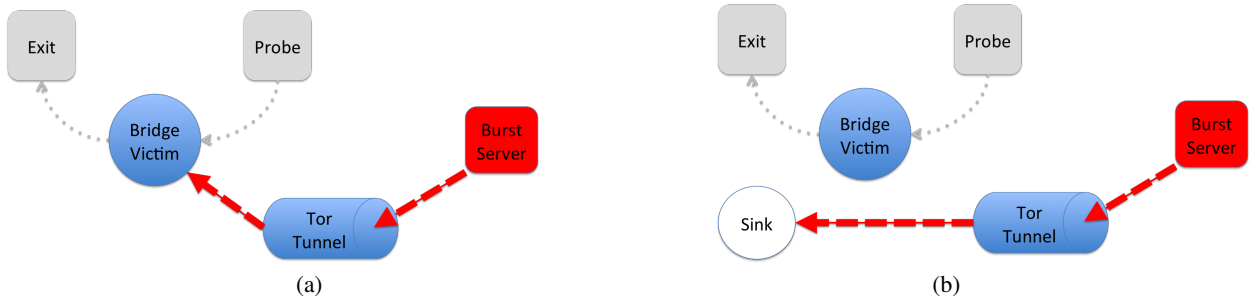 Exit
Probe
Bridge
Victim
Burst
Server
Tor
Tunnel
(a)
Exit
Probe
Bridge
Victim
Burst
Server
Sink
Tor
Tunnel
(b)